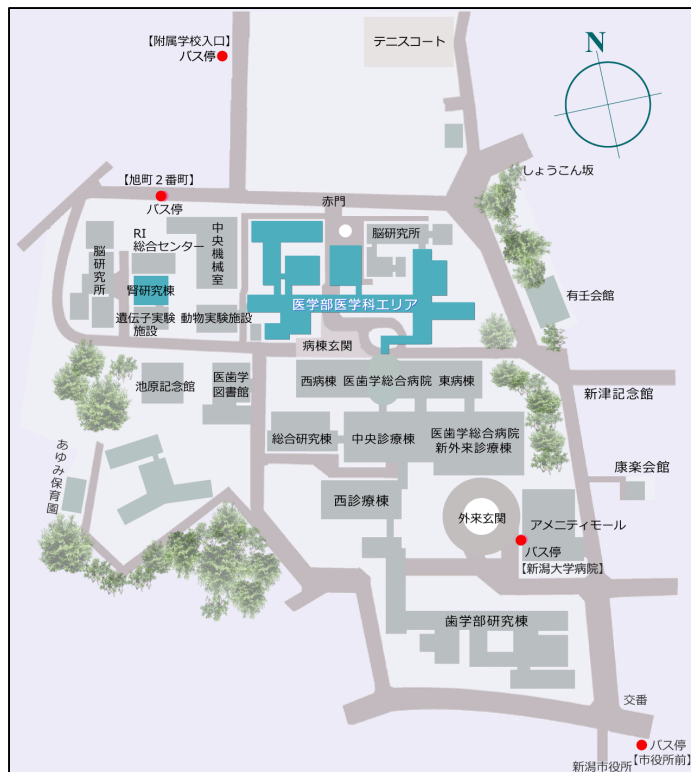 【附属学校入口】
バス停
テニスコート
N
しょうこん坂
【旭町２番町】
バス停
赤門
脳研究所
RI
総合センター
中央機械室
脳研究所
腎研究棟
医学部医学科エリア
有壬会館
遺伝子実験
施設
動物実験施設
病棟玄関
池原記念館
医歯学
図書館
西病棟
医歯学総合病院
東病棟
新津記念館
総合研究棟
中央診療棟
医歯学総合病院
新外来診療棟
あゆみ保育園
康楽会館
西診療棟
外来玄関
アメニティモール
バス停
【新潟大学病院】
歯学部研究棟
交番
バス停
【市役所前】
新潟市役所